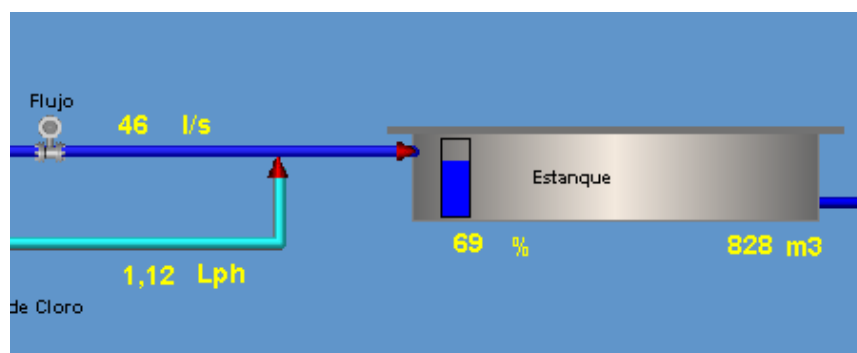 Flujo
46 l/s
Estanque
69 %
828 m3
1,12 Lph
de Cloro